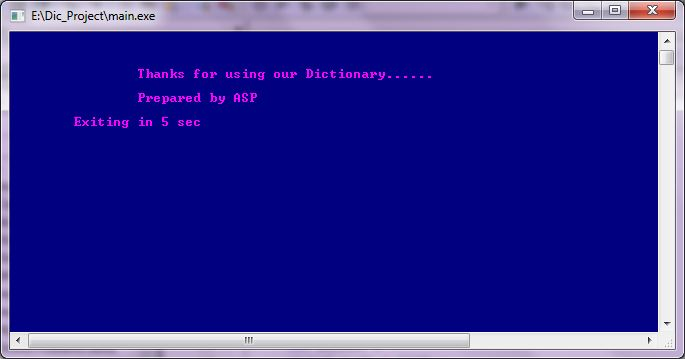 E:\Dic_Project\main.exe
Thanks for using our Dictionary......
Prepared by ASP
Exiting in 5 sec